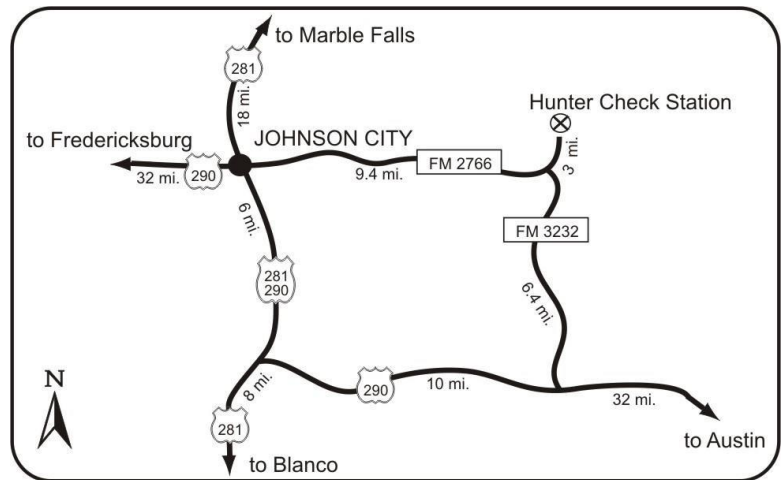 to Marble Falls
281
18 mi.
Hunter Check Station
to Fredericksburg
JOHNSON CITY
32 mi.
290
9.4 mi.
FM 2766
3 mi.
6 mi.
FM 3232
281
290
6.4 mi.
N
8 mi.
290
10 mi.
32 mi.
281
to Austin
to Blanco